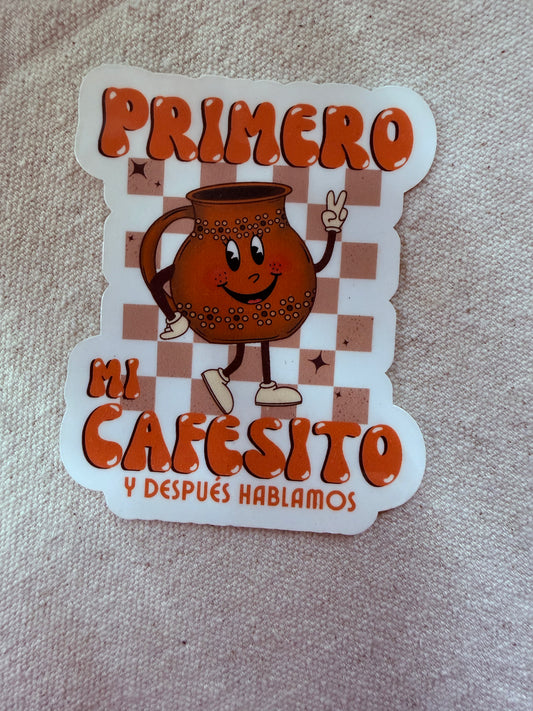 PRIMERO
MI
CAFESITO
Y DESPUÉS HABLAMOS